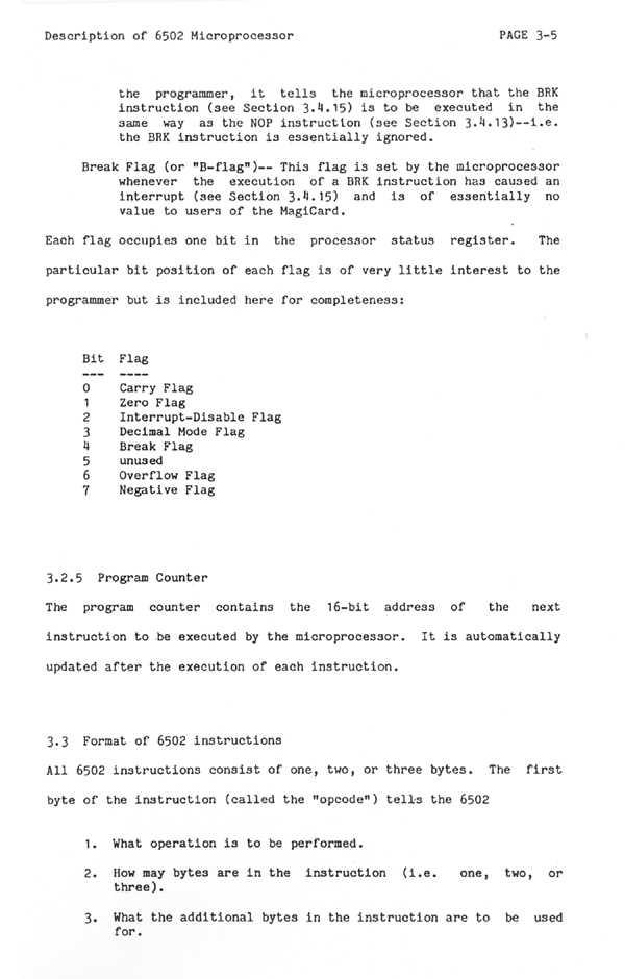 Description of 6502 Microprocessor PAGE 3-5
the programmer, it tells the microprocessor that the BRK
instruction (see Section 3.4.15) is to be executed in the
same way as the NOP instruction (see Section 3.4.13)--i.e.
the BRK instruction is essentially ignored.
Break Flag (or "B-flag")-- This flag is set by the microprocessor
whenever the execution of a BRK instruction has caused an
interrupt (see Section 3.4.15) and is of essentially no
value to users of the MagiCard.
Each flag occupies one bit in the processor status register. The
particular bit position of each flag is of very little interest to the
programmer but is included here for completeness:
Bit Flag
--- ----
0 Carry Flag
1 Zero Flag
2 Interrupt-Disable Flag
3 Decimal Mode Flag
4 Break Flag
5 unused
6 Overflow Flag
7 Negative Flag
3.2.5 Program Counter
The program counter contains the 16-bit address of the next
instruction to be executed by the microprocessor. It is automatically
updated after the execution of each instruction.
3.3 Format of 6502 instructions
All 6502 instructions consist of one, two, or three bytes. The first
byte of the instruction (called the "opcode") tells the 6502
1. What operation is to be performed.
2. How may bytes are in the instruction (i.e. one, two, or
three).
3. What the additional bytes in the instruction are to be used
for.